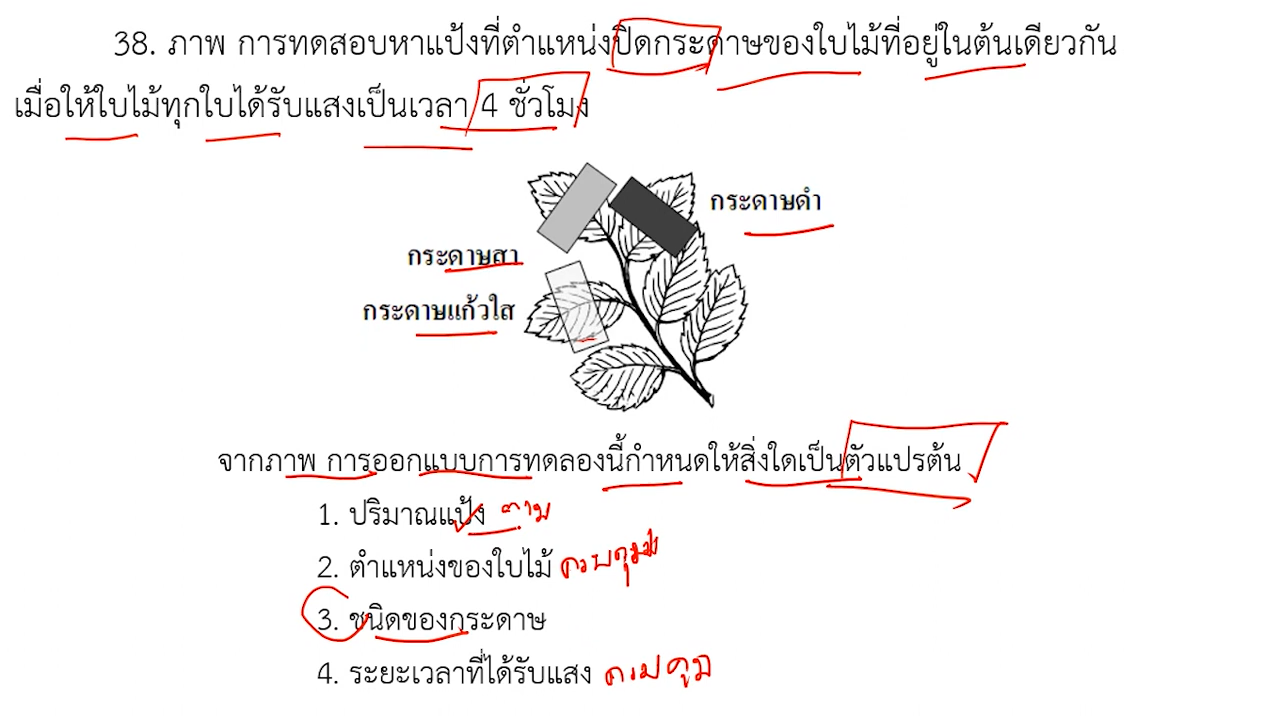 38. ภาพ การทดสอบหาแป้งที่ตำแหน่งปิดกระดาษของใบไม้ที่อยู่ในต้นเดียวกัน
เมื่อให้ใบไม้ทุกใบได้รับแสงเป็นเวลา 4 ชั่วโมง
กระดาษดำ
กระดาษสา
กระดาษแก้วใส
จากภาพ การออกแบบการทดลองนี้กำหนดให้สิ่งใดเป็นตัวแปรต้น
1. ปริมาณแป้ง ตาม
2. ตำแหน่งของใบไม้ ควบคุม
3. ชนิดของกระดาษ
4. ระยะเวลาที่ได้รับแสง ควบคุม